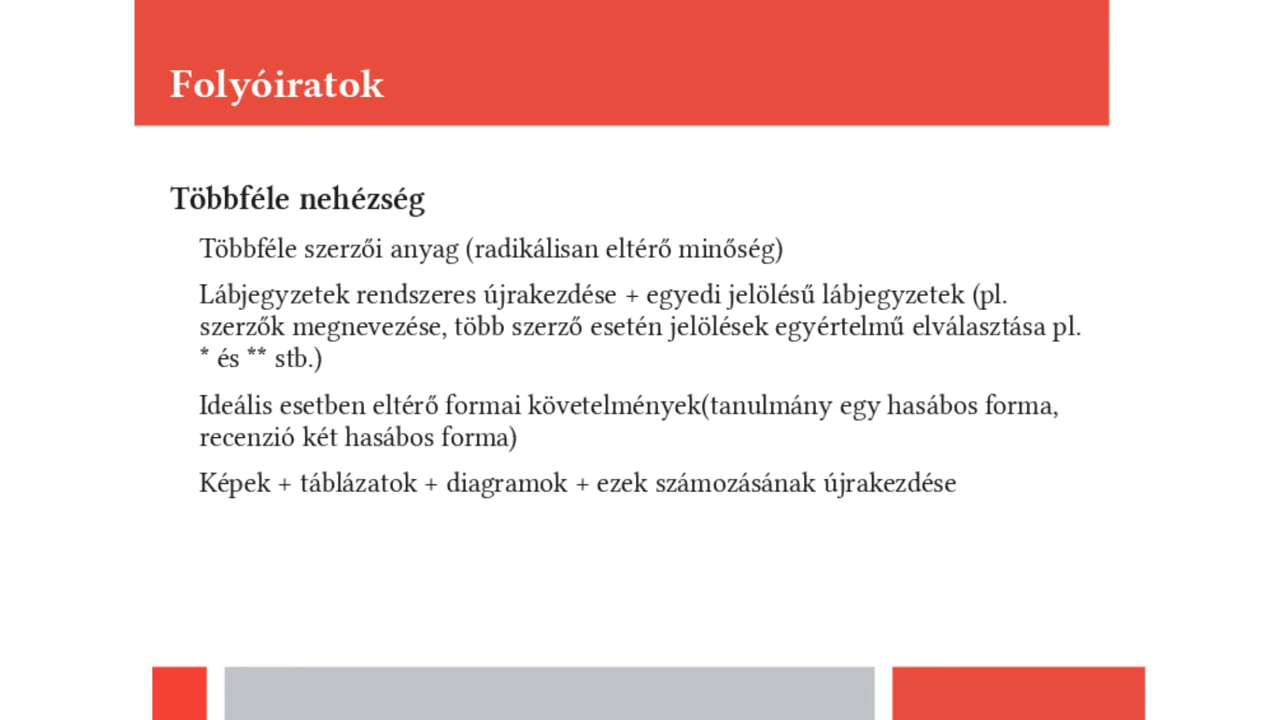 Folyóiratok
Többféle nehézség
Többféle szerzői anyag (radikálisan eltérő minőség)
Lábjegyzetek rendszeres újrakezdése + egyedi jelölésű lábjegyzetek (pl.
szerzők megnevezése, több szerző esetén jelölések egyértelmű elválasztása pl.
* és ** stb.)
Ideális esetben eltérő formai követelmények(tanulmány egy hasábos forma,
recenzió két hasábos forma)
Képek + táblázatok + diagramok + ezek számozásának újrakezdése